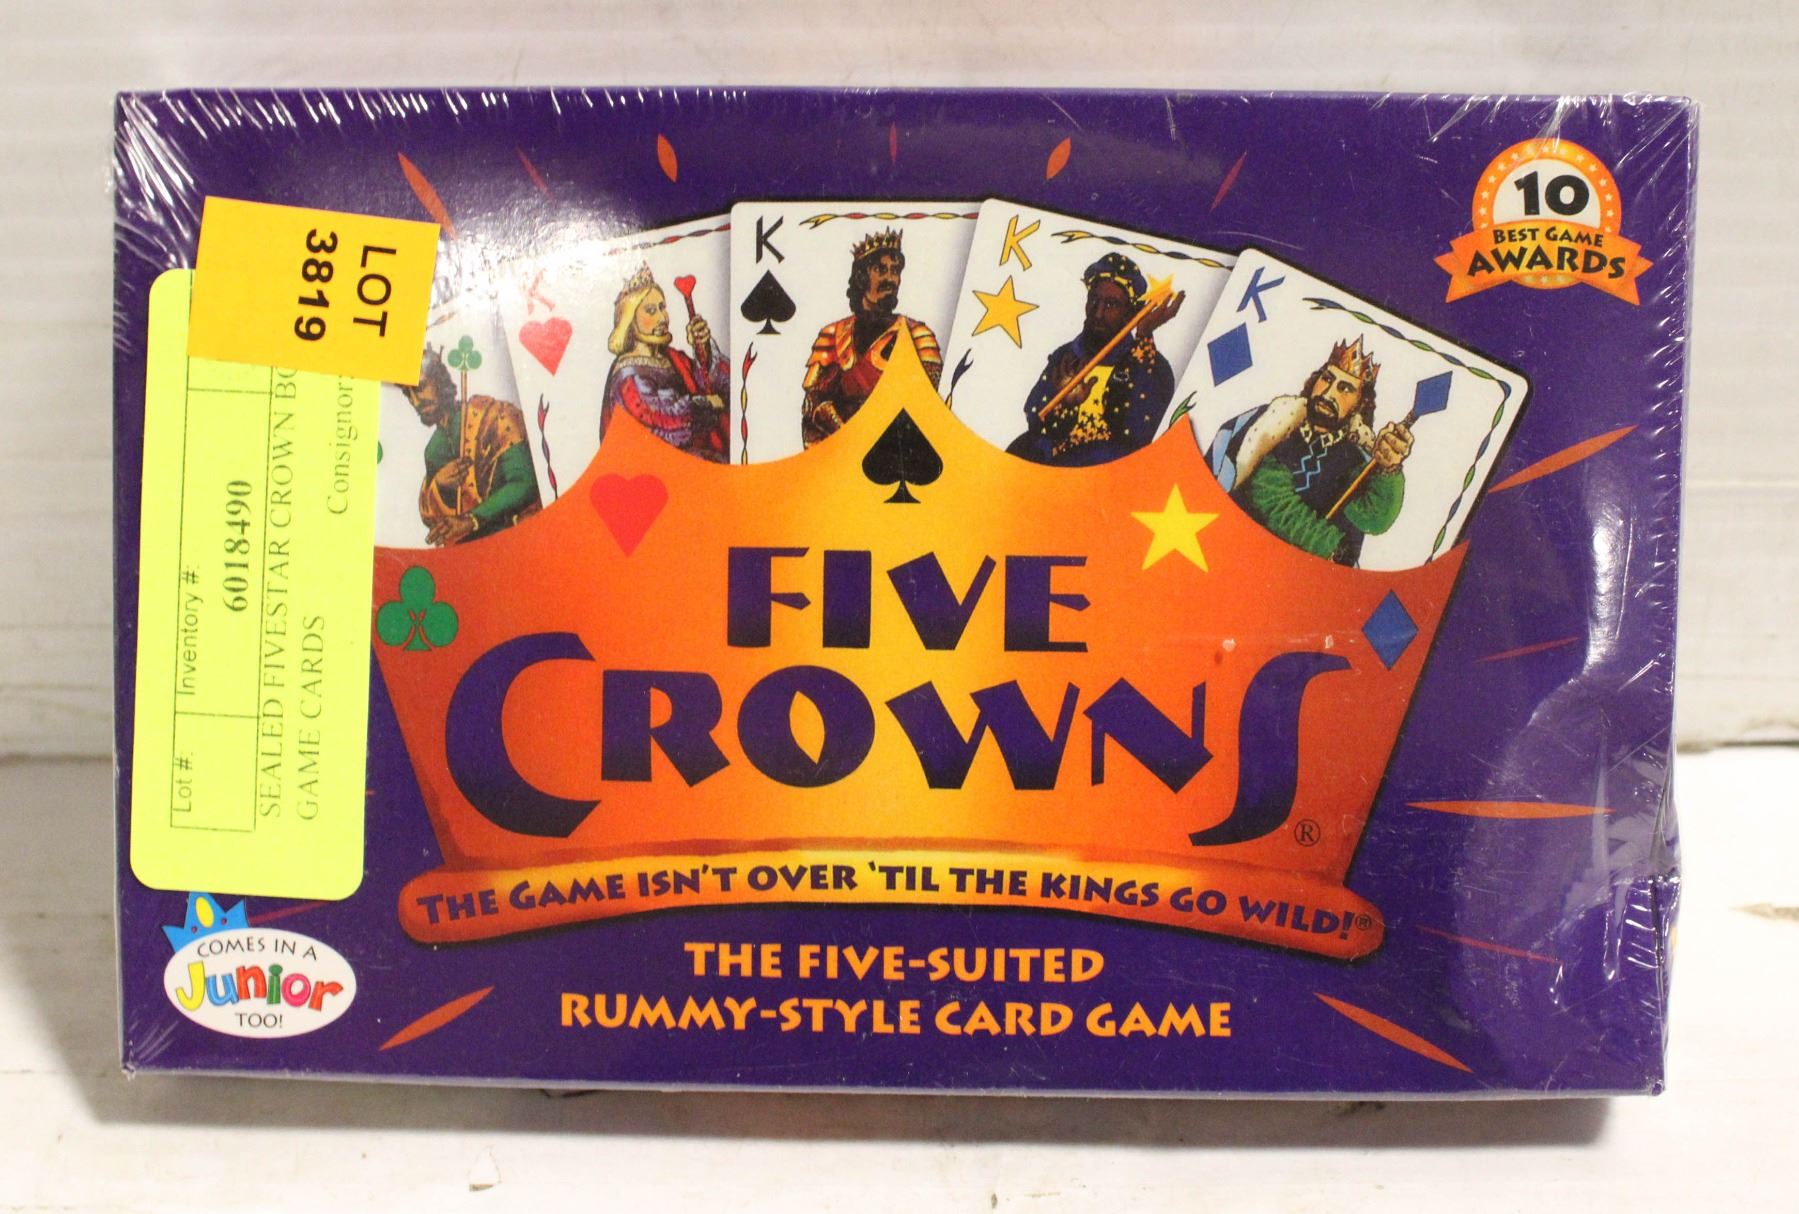 10
BEST GAME
AWARDS
K
K
K
K
LOT
3819
Lot #:
Inventory #:
6018490
SEALED FIVESTAR CROWN
GAME CARDS
Consignor:
FIVE
CROWNS®
THE GAME ISN'T OVER 'TIL THE KINGS GO WILD!®
THE FIVE-SUITED
RUMMY-STYLE CARD GAME
COMES IN A
Junior
TOO!